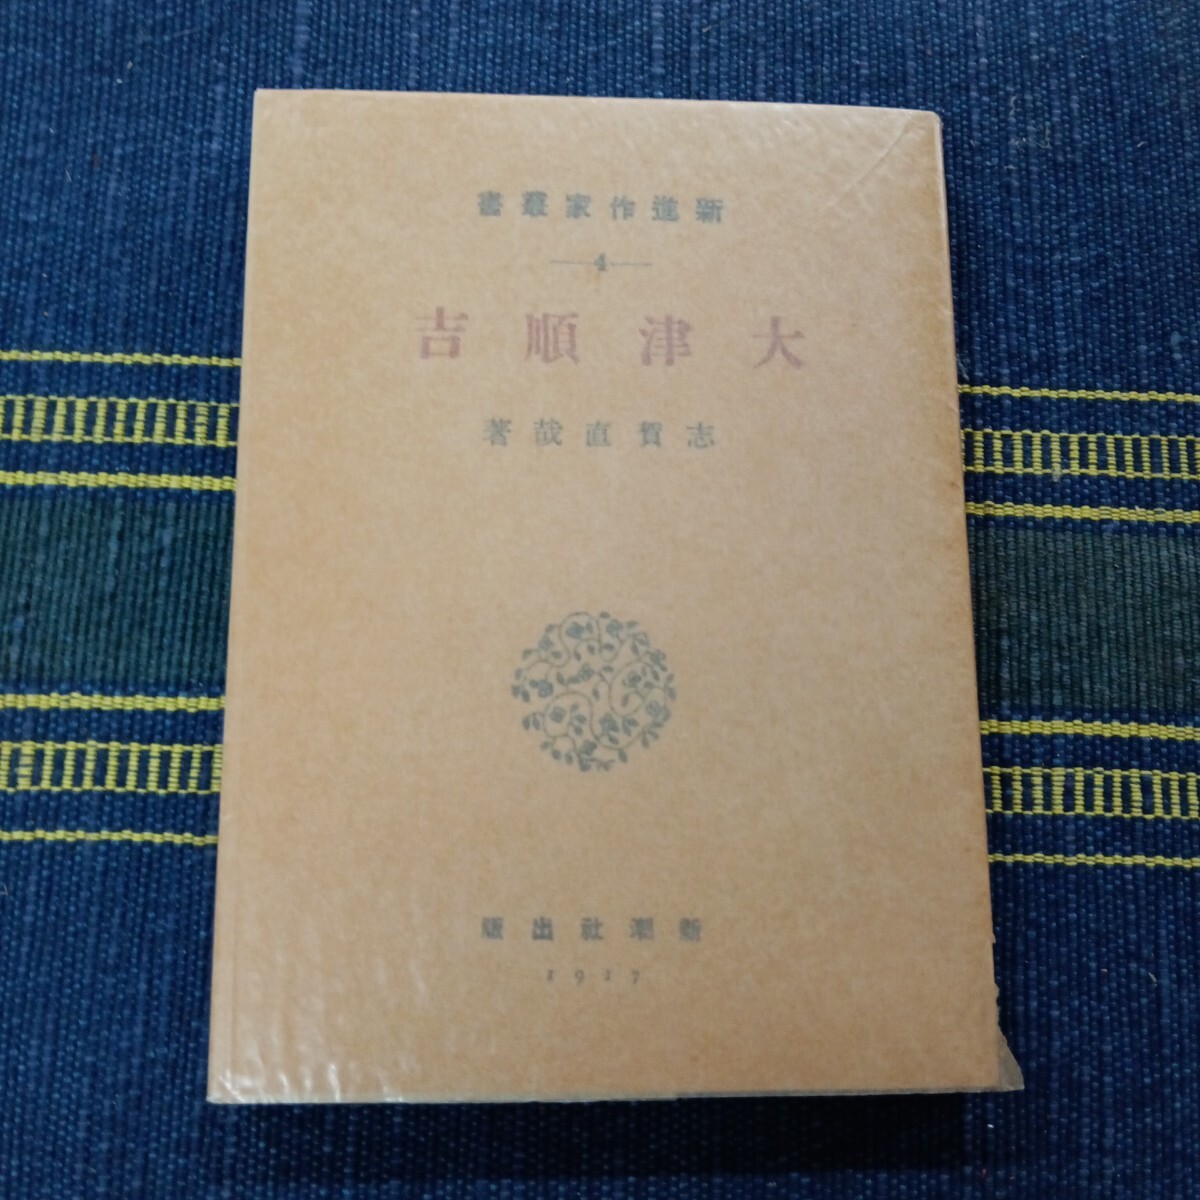 新進作家叢書
4
大津順吉
志賀直哉著
新潮社出版
1917